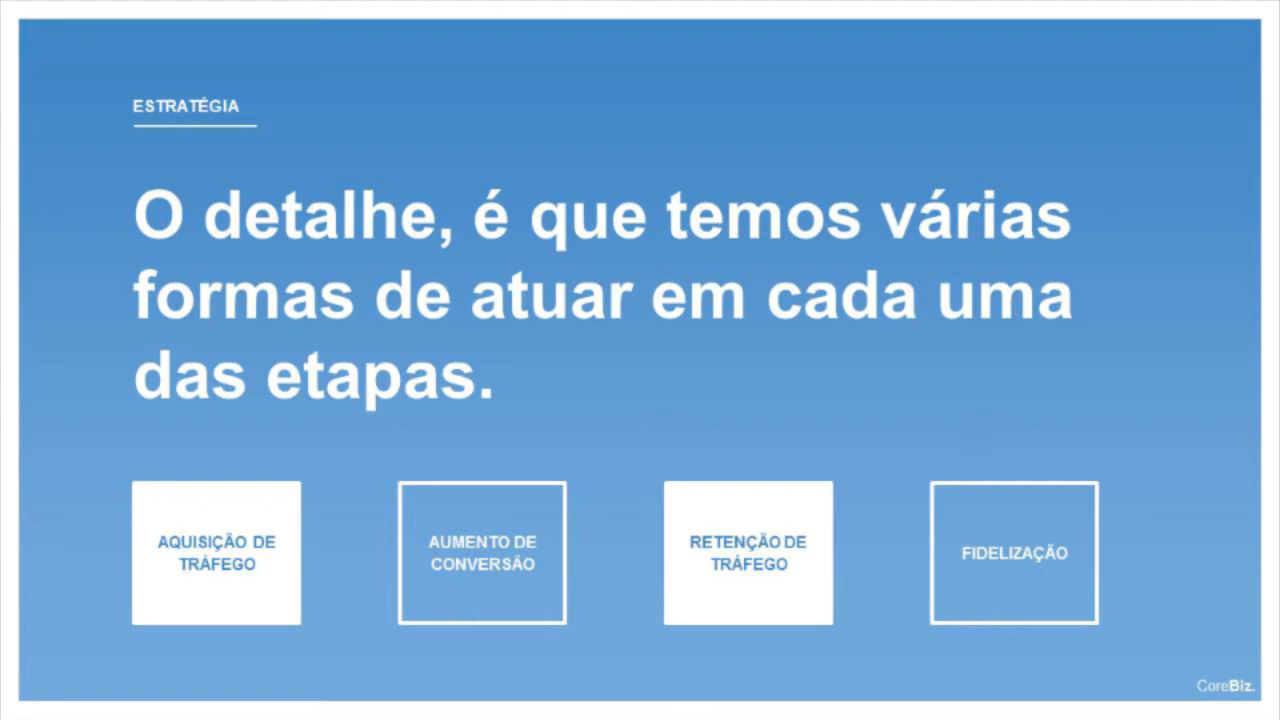 ESTRATÉGIA
O detalhe, é que temos várias
formas de atuar em cada uma
das etapas.
AQUISIÇÃO DE
TRÁFEGO
AUMENTO DE
CONVERSÃO
RETENÇÃO DE
TRÁFEGO
FIDELIZAÇÃO
CoreBiz.